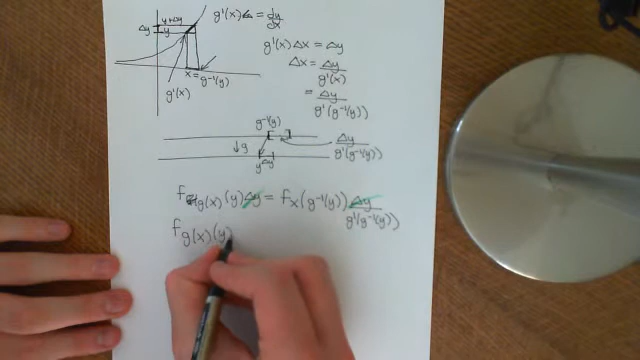 y+Δy
Δy
y
x = g⁻¹(y)
g'(x)
g'(x) = dy/dx
g'(x) Δx = Δy
Δx = Δy/g'(x)
= Δy/g'(g⁻¹(y))
g⁻¹(y)
↓g
Δy/g'(g⁻¹(y))
y Δy
f_g(x) (y) Δy = f_x (g⁻¹(y)) Δy/g'(g⁻¹(y))
f_g(x) (y)